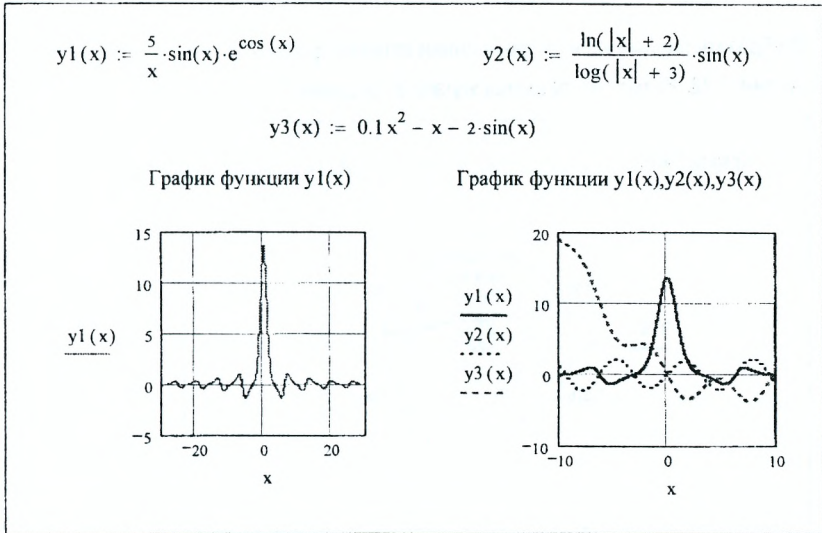 y1(x) := 5/x ·sin(x)·e^cos (x)
y2(x) := ln( |x| + 2) / log( |x| + 3) ·sin(x)
y3(x) := 0.1x^2 − x − 2·sin(x)
График функции y1(x)
График функции y1(x),y2(x),y3(x)
15
10
5
0
−5
y1(x)
−20
0
20
x
20
10
0
−10
y1(x)
y2(x)
y3(x)
−10
0
10
x